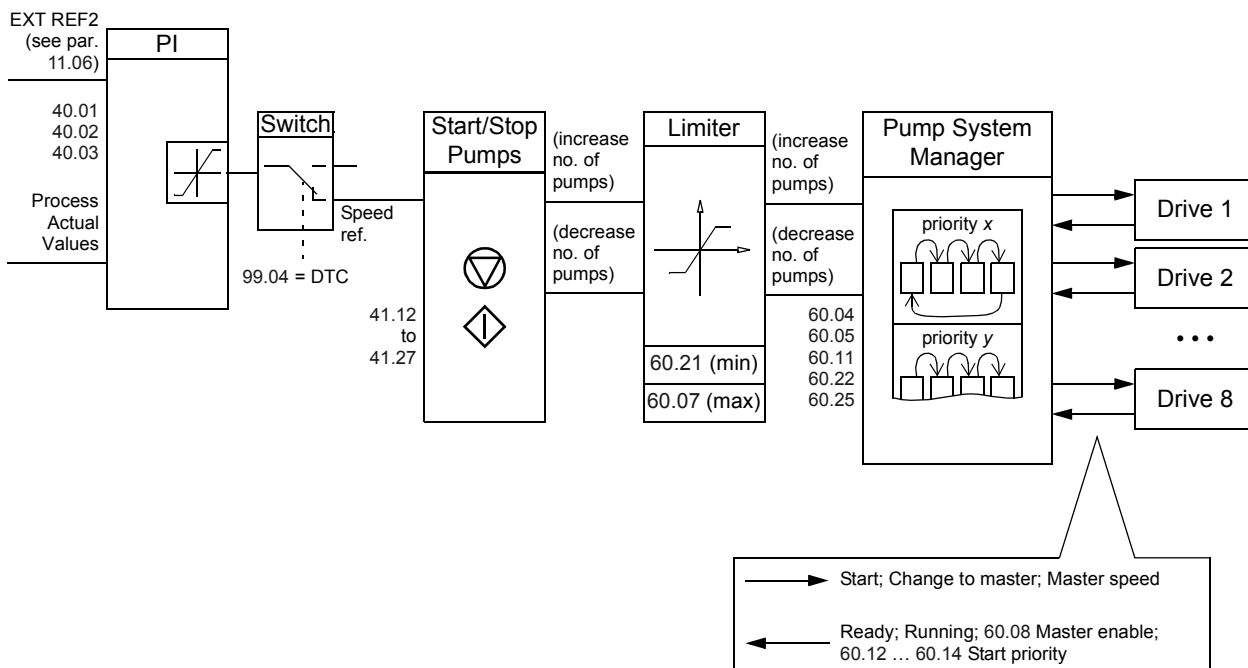 EXT REF2
(see par.
11.06)
PI
40.01
40.02
40.03
Process
Actual
Values
Switch
99.04 = DTC
Speed
ref.
Start/Stop
Pumps
41.12
to
41.27
(increase
no. of
pumps)
(decrease
no. of
pumps)
Limiter
60.21 (min)
60.07 (max)
(increase
no. of
pumps)
(decrease
no. of
pumps)
60.04
60.05
60.11
60.22
60.25
Pump System
Manager
priority x
priority y
Drive 1
Drive 2
• • •
Drive 8
Start; Change to master; Master speed
Ready; Running; 60.08 Master enable;
60.12 … 60.14 Start priority